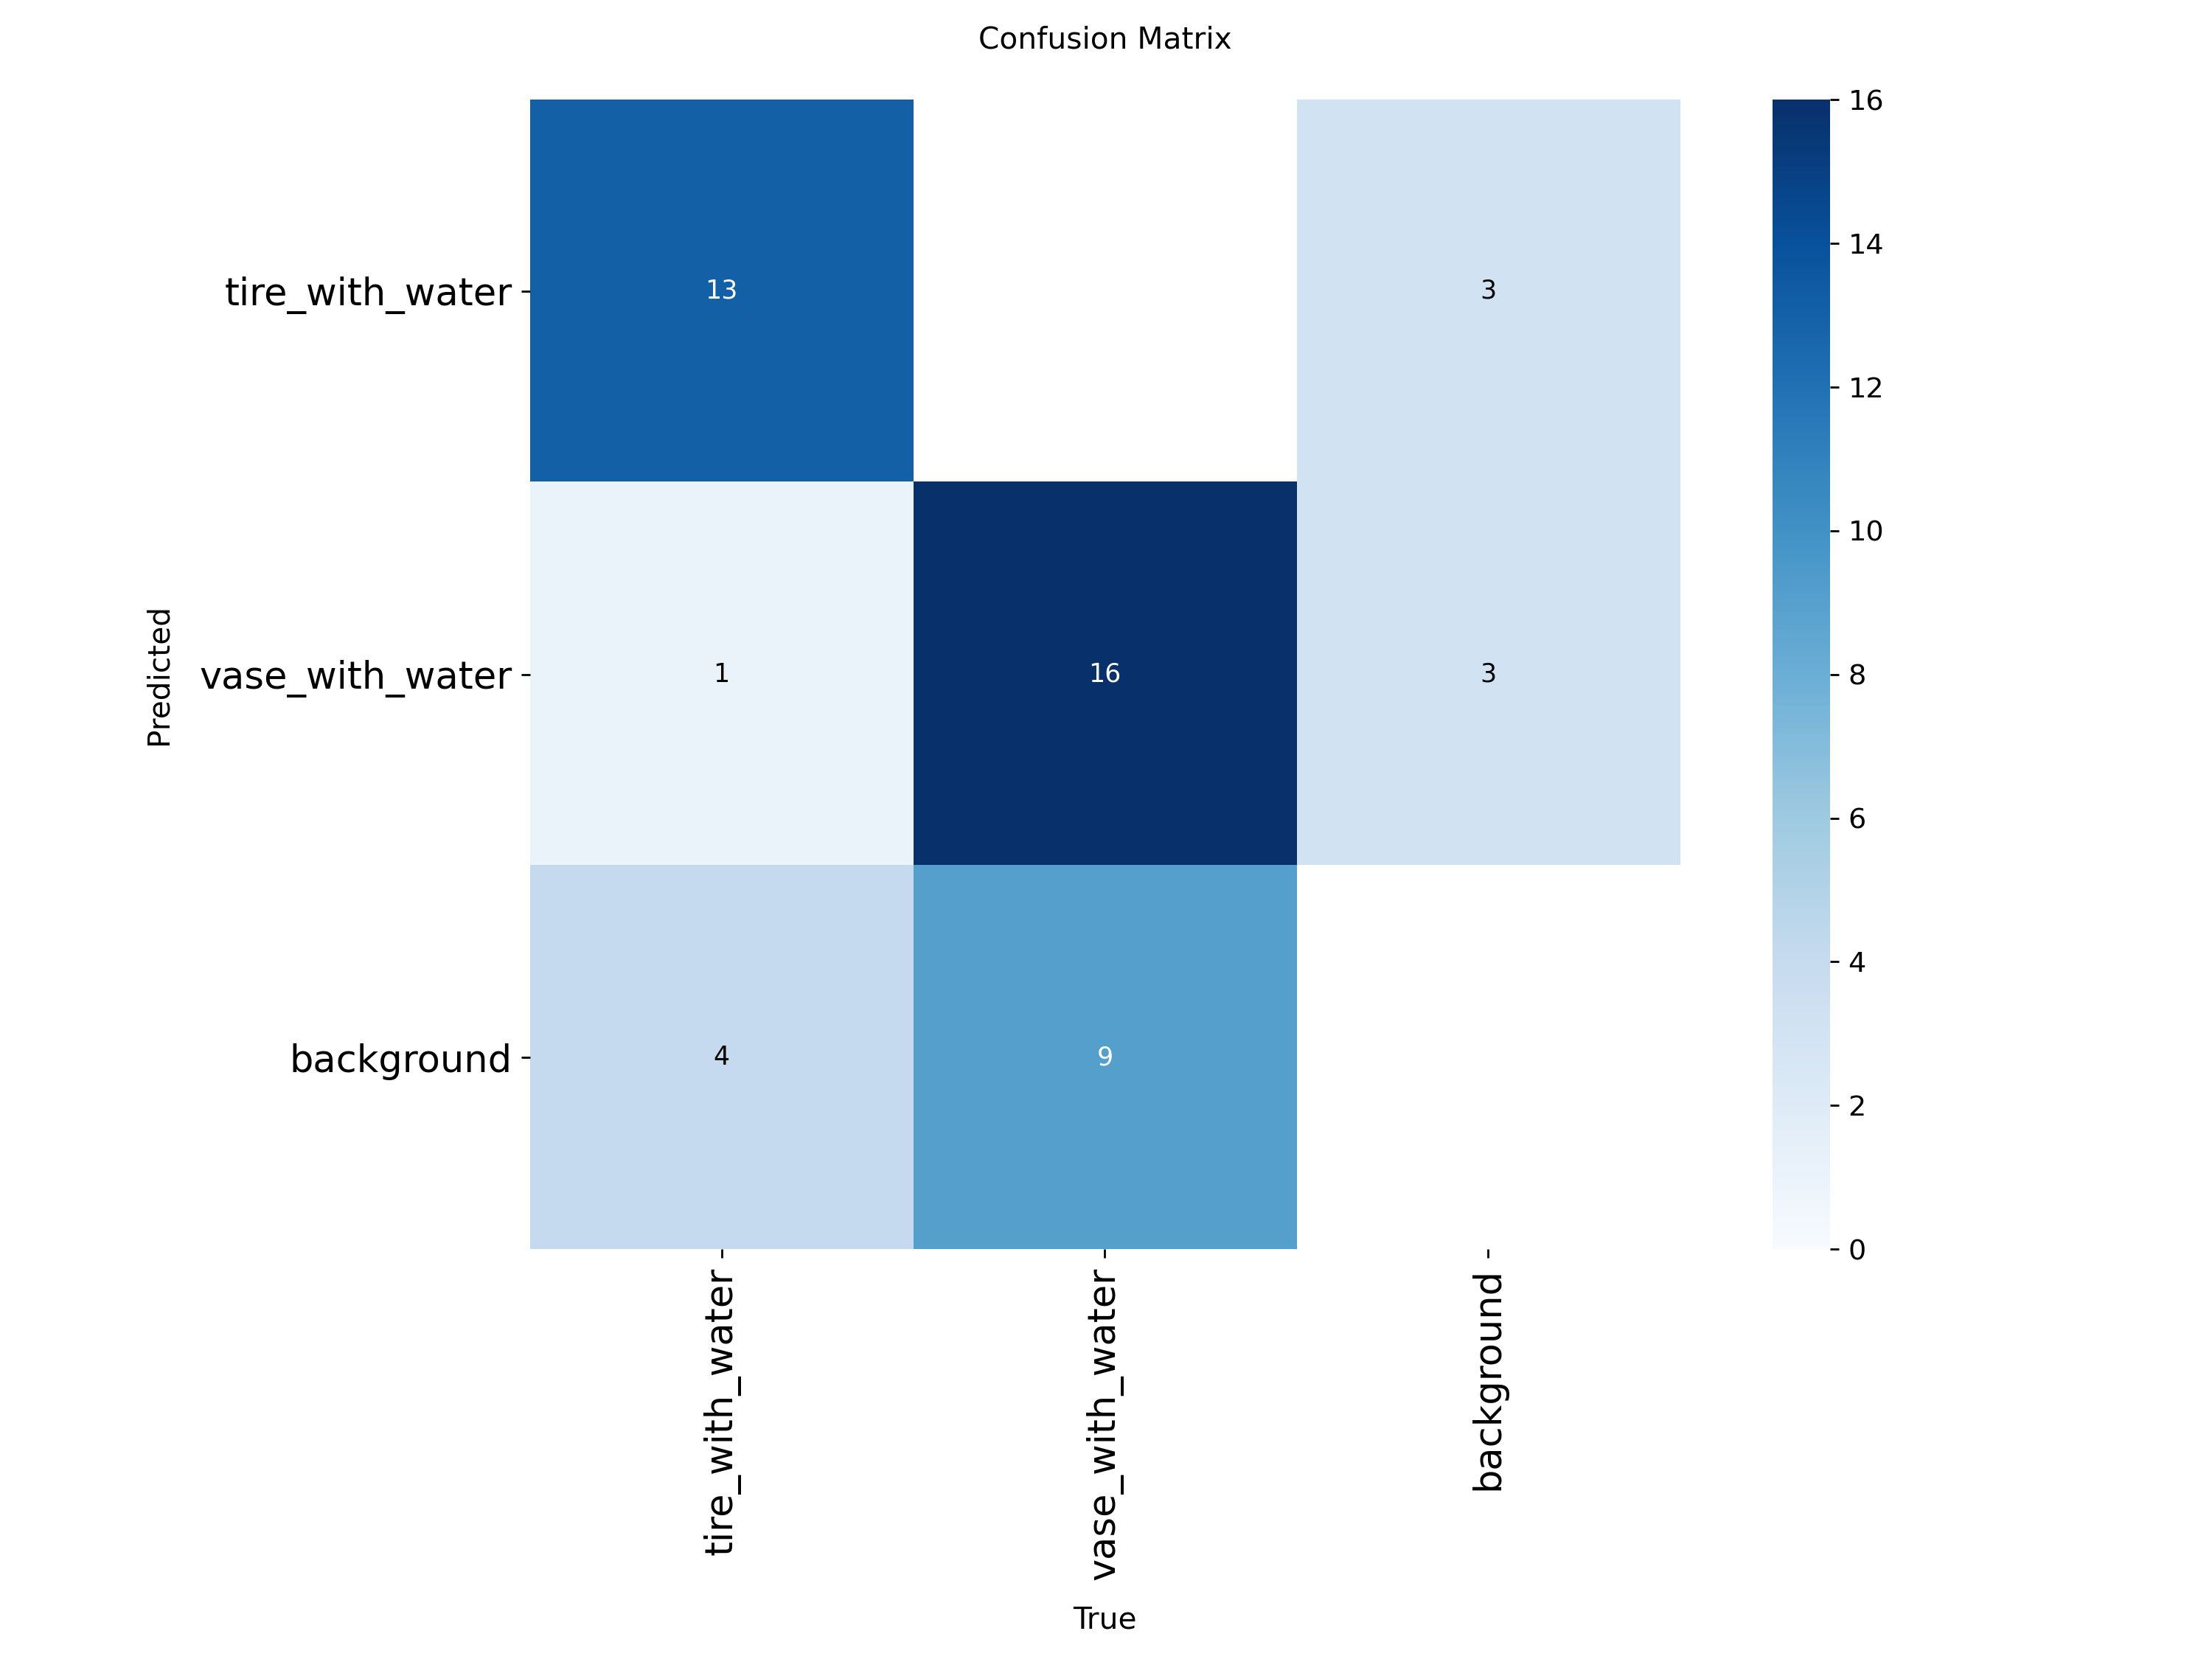 Confusion Matrix
tire_with_water
13
3
vase_with_water
1
16
3
background
4
9
Predicted
tire_with_water
vase_with_water
background
True
16
14
12
10
8
6
4
2
0